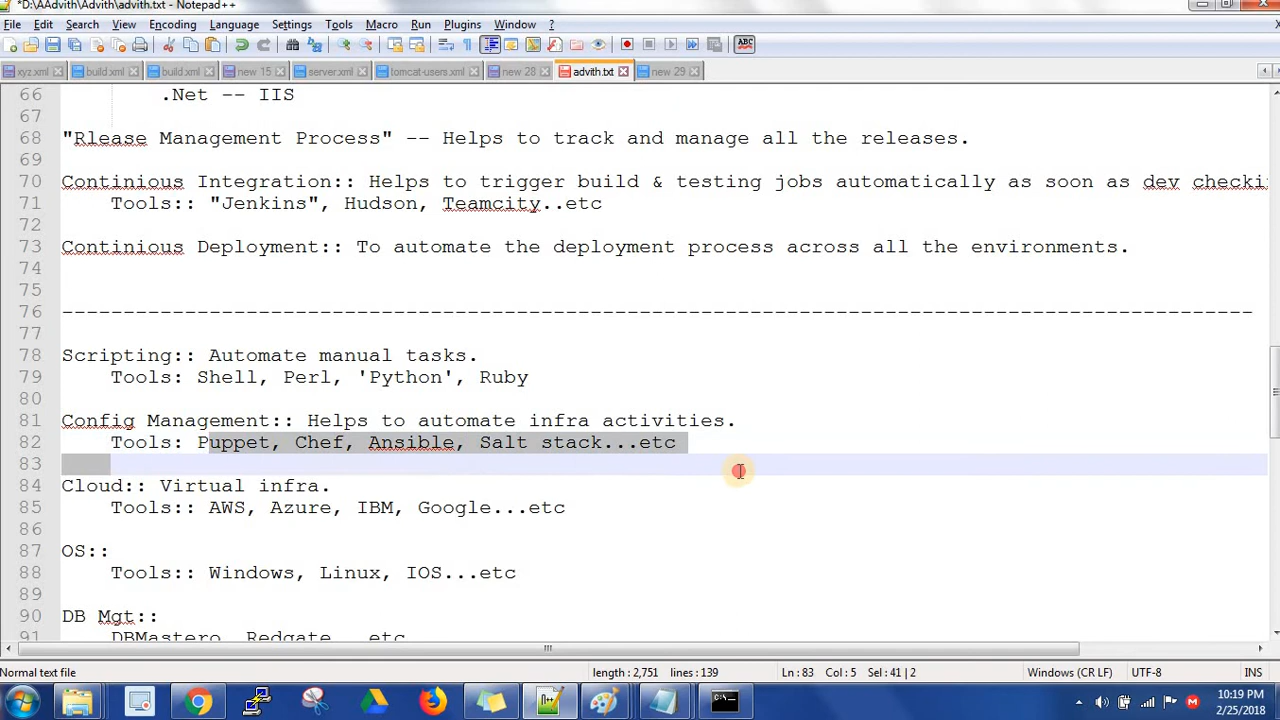 *D:\AAdvith\Advith\advith.txt - Notepad++
File Edit Search View Encoding Language Settings Tools Macro Run Plugins Window ?
xyz.xml build.xml build.xml new 15 server.xml tomcat-users.xml new 28 advith.txt new 29
66 .Net -- IIS
67
68 "Rlease Management Process" -- Helps to track and manage all the releases.
69
70 Continious Integration:: Helps to trigger build & testing jobs automatically as soon as dev checki
71 Tools:: "Jenkins", Hudson, Teamcity..etc
72
73 Continious Deployment:: To automate the deployment process across all the environments.
74
75
76 -------------------------------------------------------------------------------------------------
77
78 Scripting:: Automate manual tasks.
79 Tools: Shell, Perl, 'Python', Ruby
80
81 Config Management:: Helps to automate infra activities.
82 Tools: Puppet, Chef, Ansible, Salt stack...etc
83
84 Cloud:: Virtual infra.
85 Tools:: AWS, Azure, IBM, Google...etc
86
87 OS::
88 Tools:: Windows, Linux, IOS...etc
89
90 DB Mgt::
91 DBMastero, Redgate...etc
Normal text file length : 2,751 lines : 139 Ln : 83 Col : 5 Sel : 41 | 2 Windows (CR LF) UTF-8 INS
10:19 PM
2/25/2018